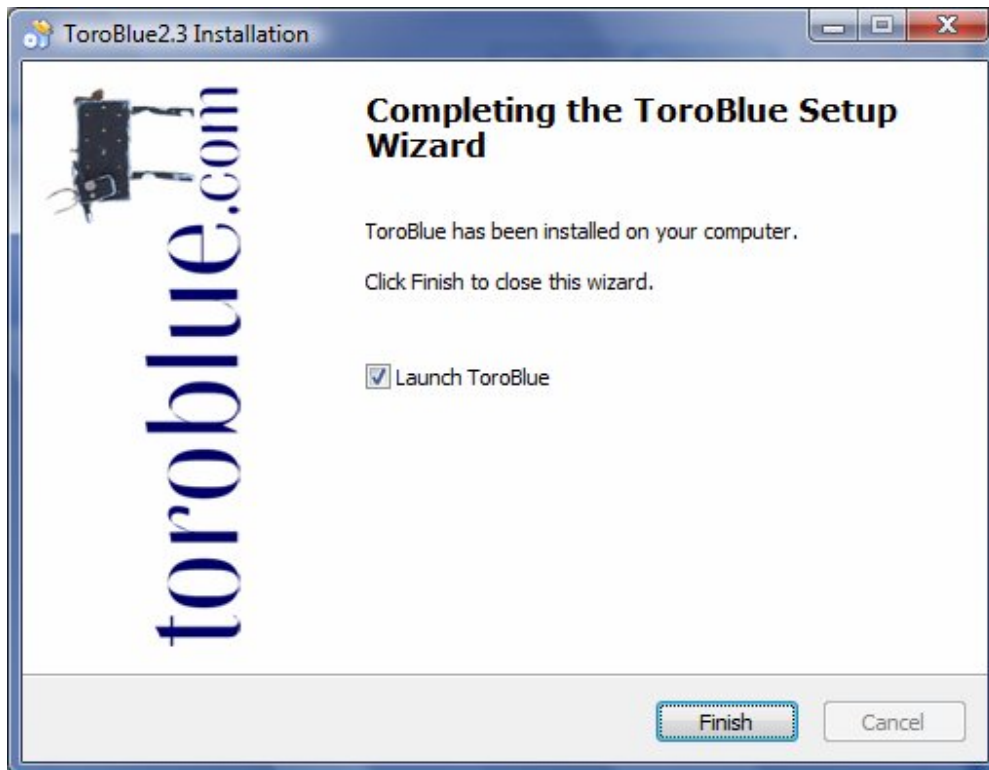 ToroBlue2.3 Installation
toroblue.com
Completing the ToroBlue Setup
Wizard
ToroBlue has been installed on your computer.
Click Finish to close this wizard.
Launch ToroBlue
Finish
Cancel